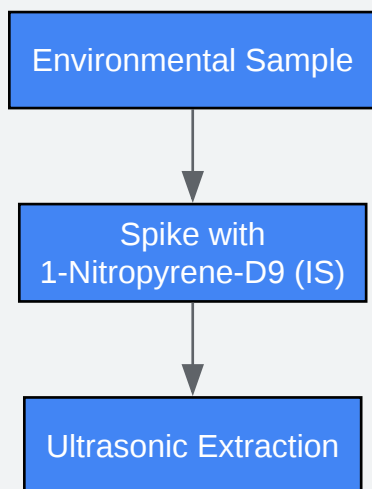 Environmental Sample
Spike with
1-Nitropyrene-D9 (IS)
Ultrasonic Extraction